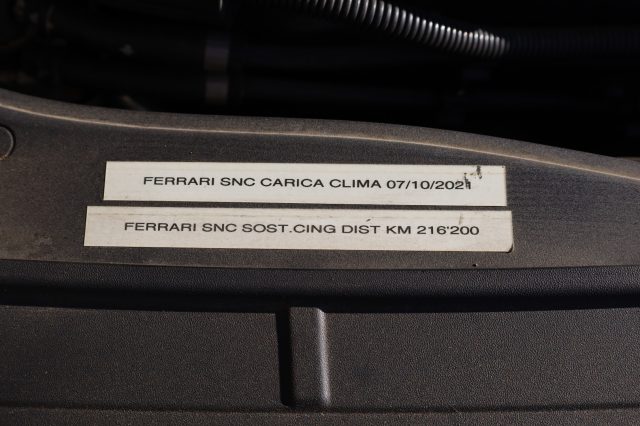 FERRARI SNC CARICA CLIMA 07/10/2021
FERRARI SNC SOST.CING DIST KM 216'200